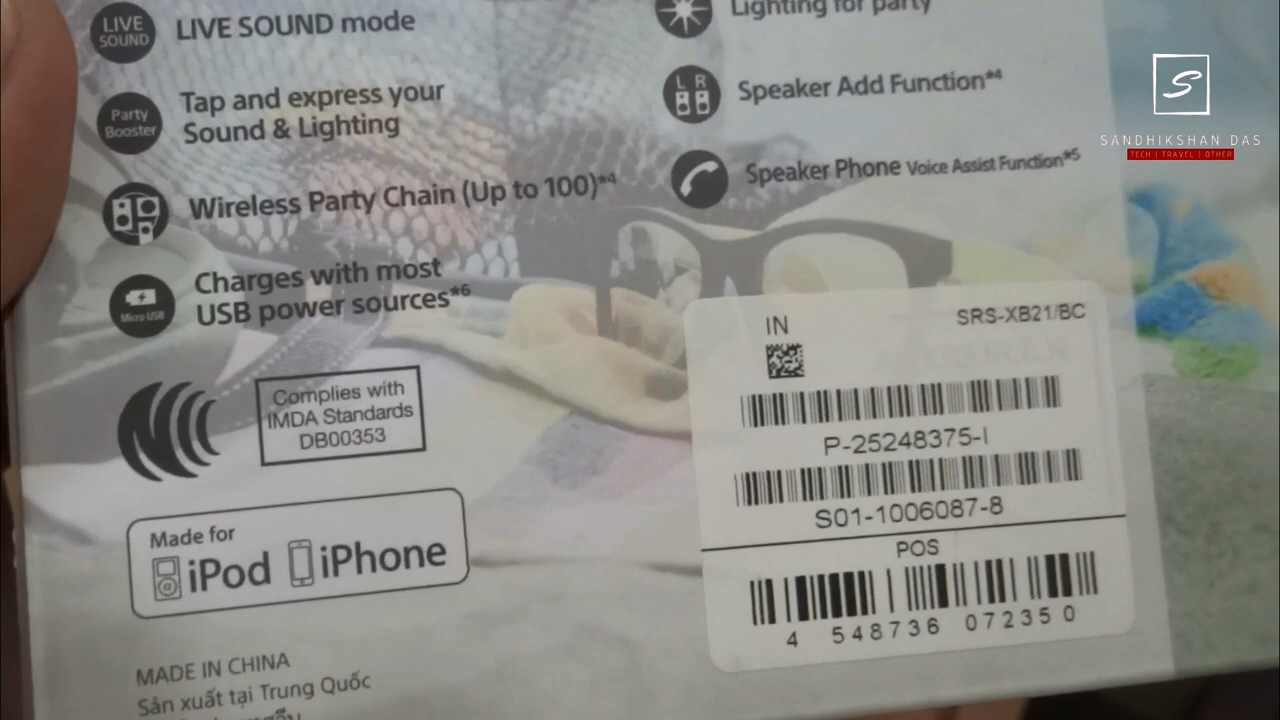 LIVE
SOUND
LIVE SOUND mode
Party
Booster
Tap and express your
Sound & Lighting
Wireless Party Chain (Up to 100)*4
Micro USB
Charges with most
USB power sources*6
Lighting for party
L R
Speaker Add Function*4
Speaker Phone Voice Assist Function*5
S
SANDHIKSHAN DAS
TECH | TRAVEL | OTHER
Complies with
IMDA Standards
DB00353
Made for
iPod iPhone
MADE IN CHINA
Sản xuất tại Trung Quốc
IN
SRS-XB21/BC
P-25248375-I
S01-1006087-8
POS
4 548736 072350